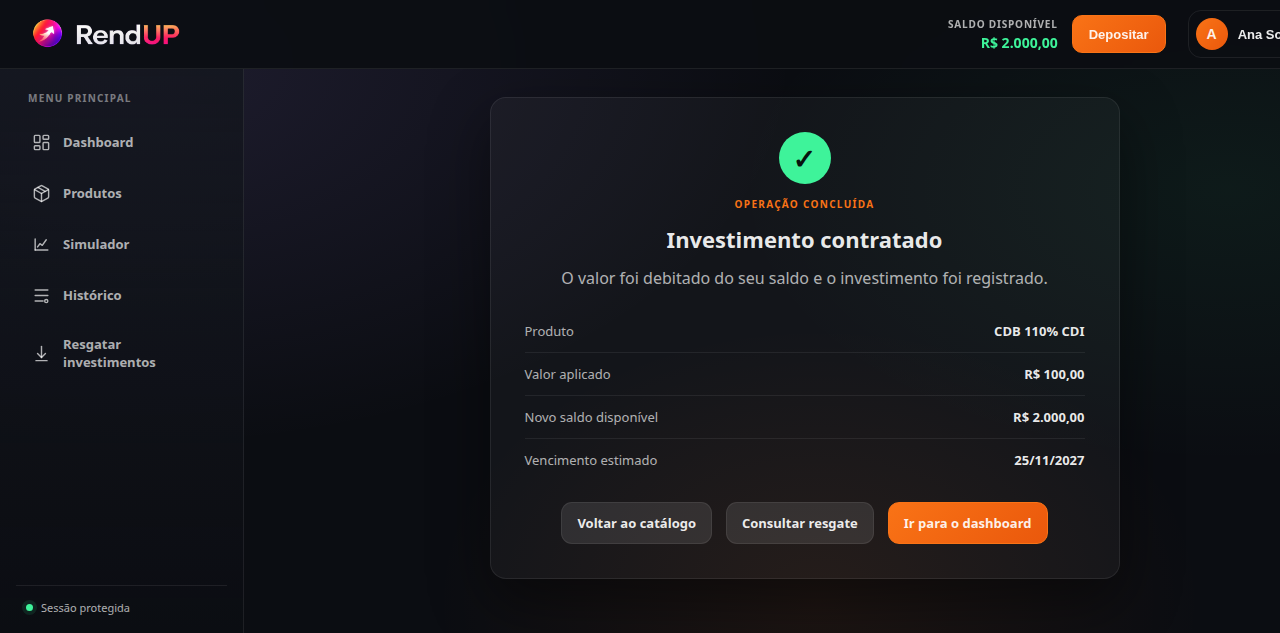 RendUP
SALDO DISPONÍVEL
R$ 2.000,00
Depositar
A
Ana So
MENU PRINCIPAL
Dashboard
Produtos
Simulador
Histórico
Resgatar
investimentos
Sessão protegida
✓
OPERAÇÃO CONCLUÍDA
Investimento contratado
O valor foi debitado do seu saldo e o investimento foi registrado.
Produto CDB 110% CDI
Valor aplicado R$ 100,00
Novo saldo disponível R$ 2.000,00
Vencimento estimado 25/11/2027
Voltar ao catálogo Consultar resgate Ir para o dashboard